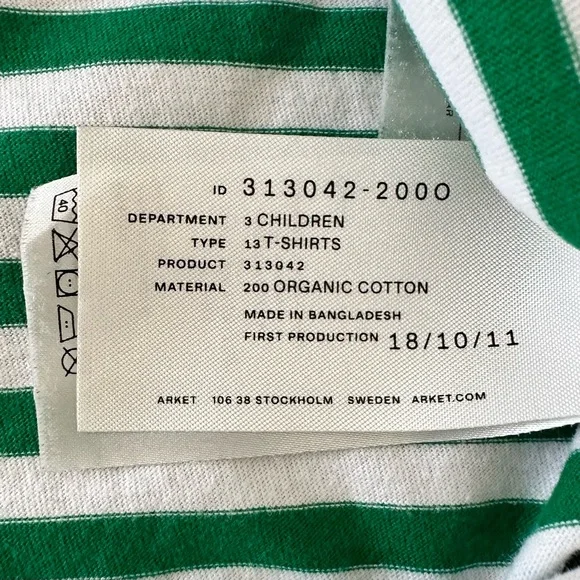 ID 313042-2000
DEPARTMENT 3 CHILDREN
TYPE 13 T-SHIRTS
PRODUCT 313042
MATERIAL 200 ORGANIC COTTON
MADE IN BANGLADESH
FIRST PRODUCTION 18/10/11
ARKET 106 38 STOCKHOLM SWEDEN ARKET.COM
40